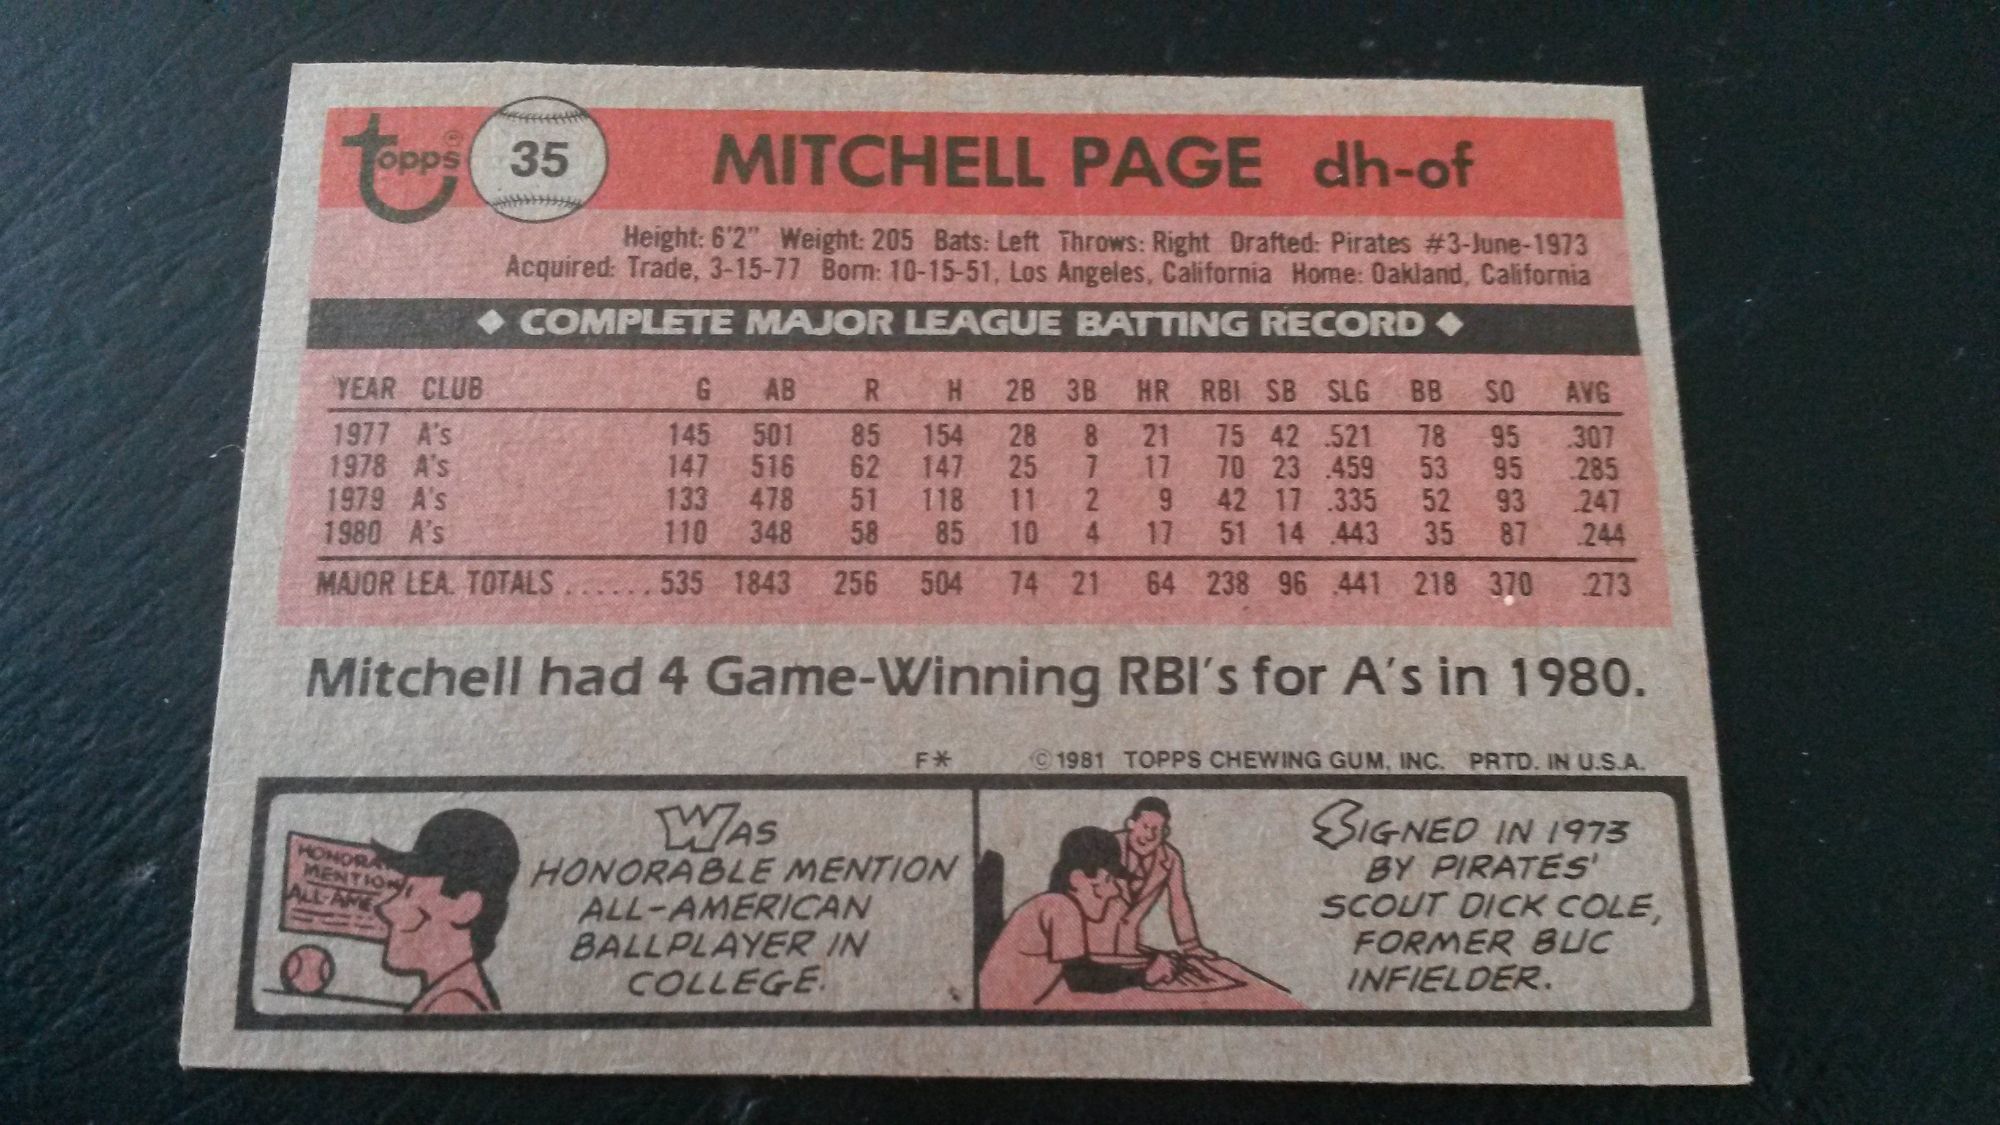 topps © 35 MITCHELL PAGE dh-of
Height: 6'2" Weight: 205 Bats: Left Throws: Right Drafted: Pirates #3-June-1973
Acquired: Trade, 3-15-77 Born: 10-15-51, Los Angeles, California Home: Oakland, California
◆ COMPLETE MAJOR LEAGUE BATTING RECORD ◆
YEAR CLUB G AB R H 2B 3B HR RBI SB SLG BB SO AVG
1977 A's 145 501 85 154 28 8 21 75 42 .521 78 95 .307
1978 A's 147 516 62 147 25 7 17 70 23 .459 53 95 .285
1979 A's 133 478 51 118 11 2 9 42 17 .335 52 93 .247
1980 A's 110 348 58 85 10 4 17 51 14 .443 35 87 .244
MAJOR LEA. TOTALS ...... 535 1843 256 504 74 21 64 238 96 .441 218 370 .273
Mitchell had 4 Game-Winning RBI's for A's in 1980.
F* ©1981 TOPPS CHEWING GUM, INC. PRTD. IN U.S.A.
HONORA
MENTION
ALL-AME
WAS
HONORABLE MENTION
ALL-AMERICAN
BALLPLAYER IN
COLLEGE.
SIGNED IN 1973
BY PIRATES'
SCOUT DICK COLE,
FORMER BUC
INFIELDER.